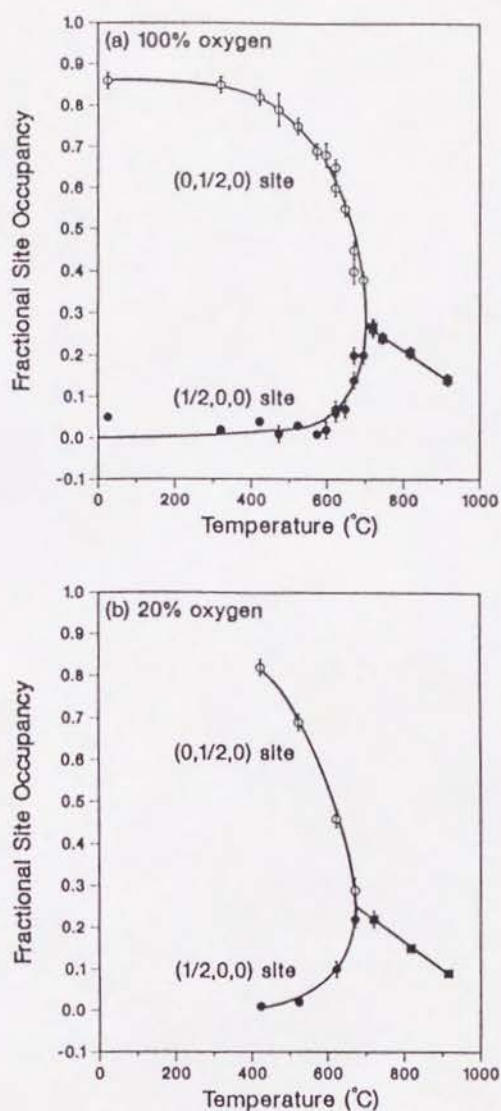 (a) 100% oxygen
1.0
0.9
0.8
0.7
0.6
0.5
0.4
0.3
0.2
0.1
0.0
-0.1
Fractional Site Occupancy
(0,1/2,0) site
(1/2,0,0) site
0 200 400 600 800 1000
Temperature (°C)
(b) 20% oxygen
1.0
0.9
0.8
0.7
0.6
0.5
0.4
0.3
0.2
0.1
0.0
-0.1
Fractional Site Occupancy
(0,1/2,0) site
(1/2,0,0) site
0 200 400 600 800 1000
Temperature (°C)